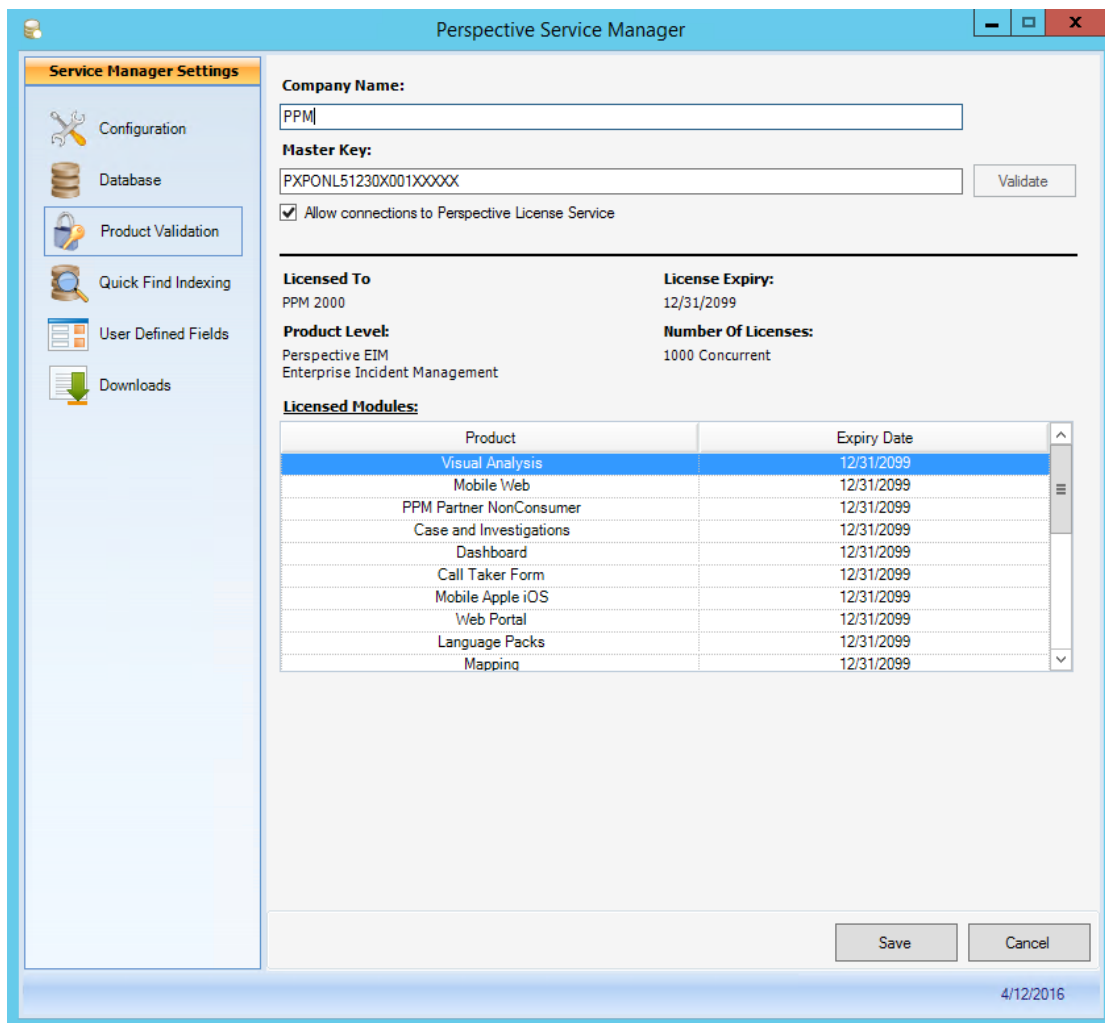 Perspective Service Manager
Service Manager Settings
Configuration
Database
Product Validation
Quick Find Indexing
User Defined Fields
Downloads
Company Name:
PPM
Master Key:
PXPONL51230X001XXXXX
Validate
Allow connections to Perspective License Service
Licensed To
PPM 2000
License Expiry:
12/31/2099
Product Level:
Perspective EIM
Enterprise Incident Management
Number Of Licenses:
1000 Concurrent
Licensed Modules:
Product Expiry Date
Visual Analysis 12/31/2099
Mobile Web 12/31/2099
PPM Partner NonConsumer 12/31/2099
Case and Investigations 12/31/2099
Dashboard 12/31/2099
Call Taker Form 12/31/2099
Mobile Apple iOS 12/31/2099
Web Portal 12/31/2099
Language Packs 12/31/2099
Mapping 12/31/2099
Save
Cancel
4/12/2016